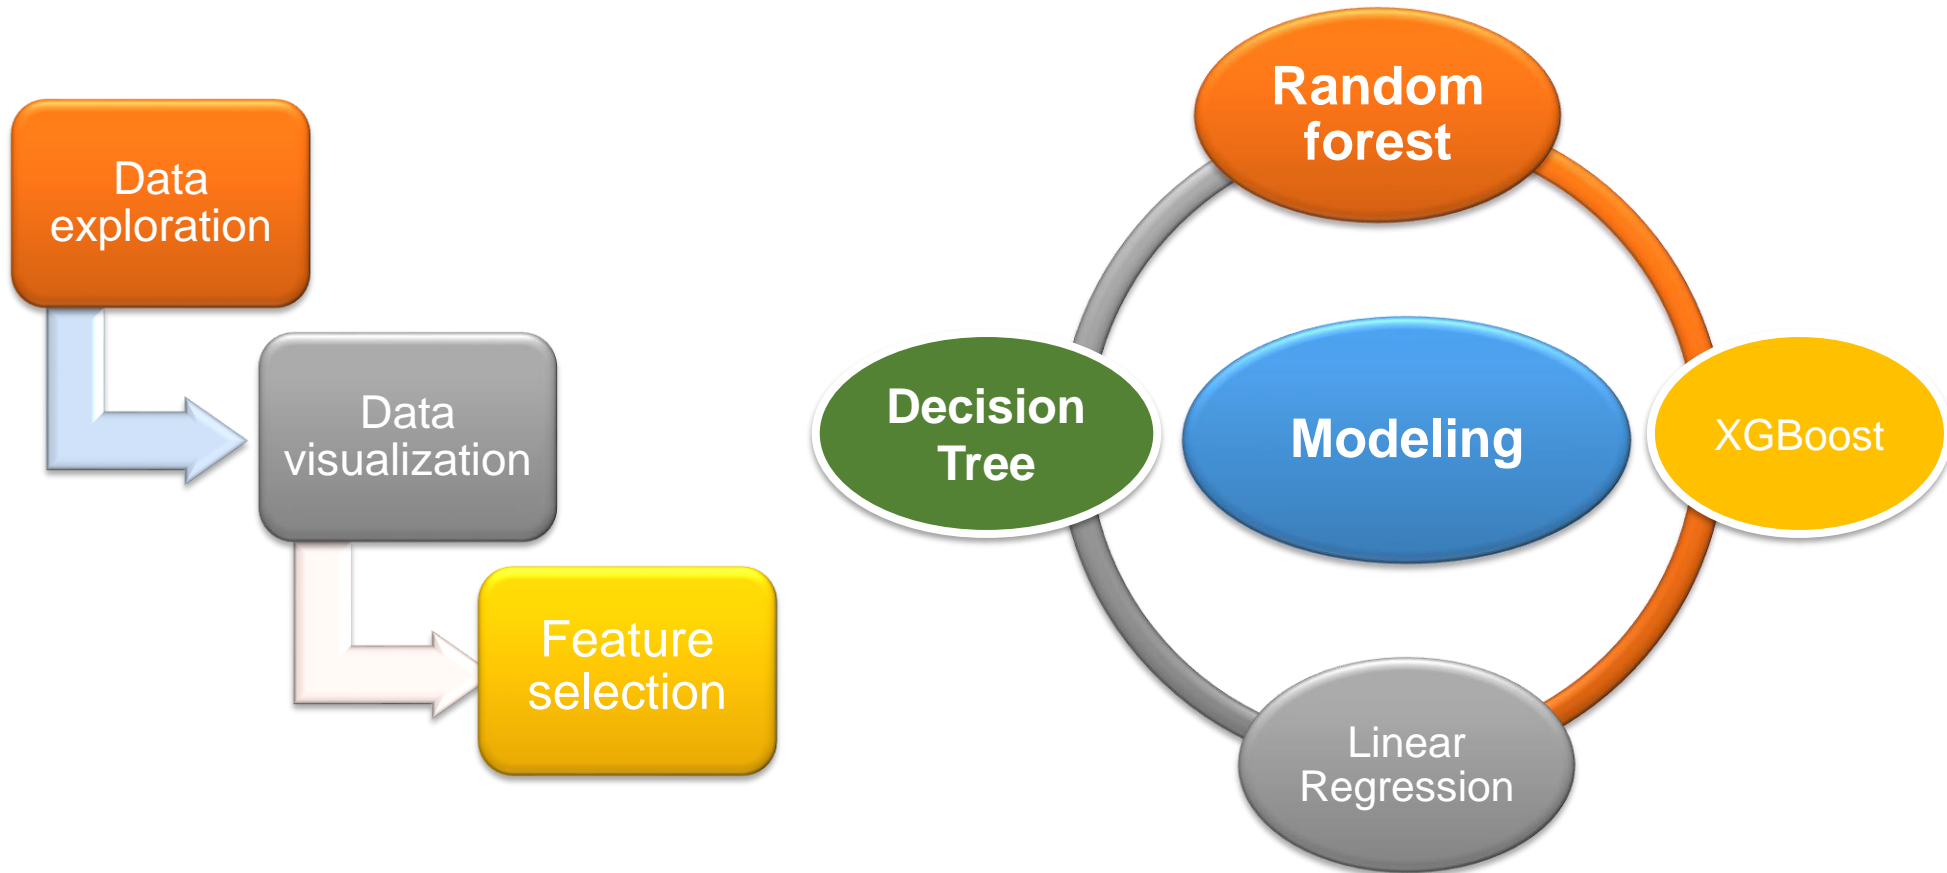 Data
exploration
Data
visualization
Feature
selection
Random
forest
Decision
Tree
Modeling
XGBoost
Linear
Regression